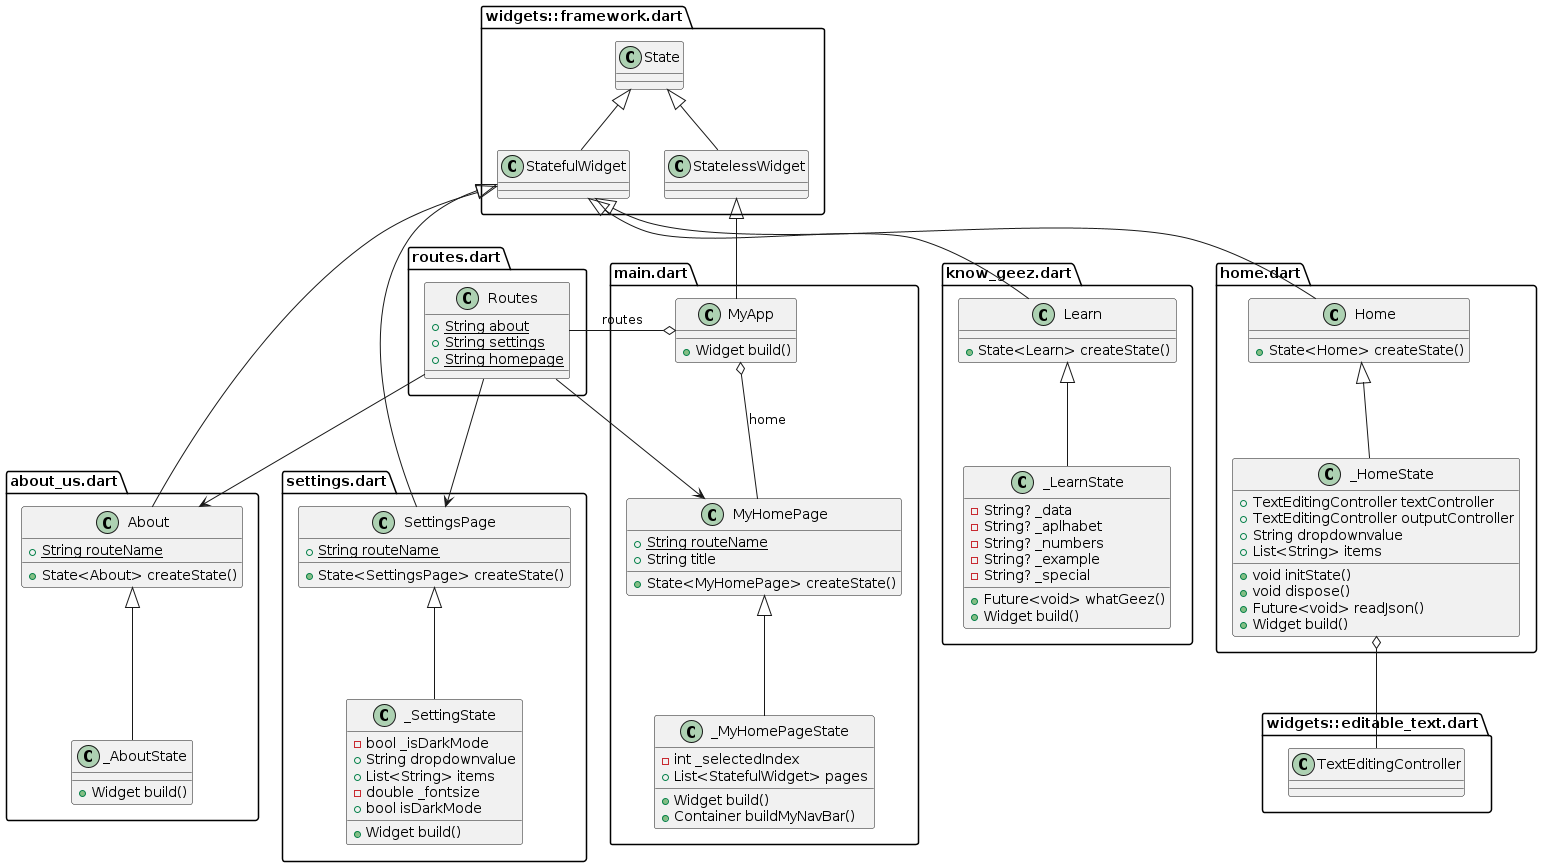 widgets::framework.dart
C State
C StatefulWidget
C StatelessWidget
routes.dart
C Routes
String about
String settings
String homepage
routes
main.dart
C MyApp
Widget build()
home
C MyHomePage
String routeName
String title
State<MyHomePage> createState()
C _MyHomePageState
int _selectedIndex
List<StatefulWidget> pages
Widget build()
Container buildMyNavBar()
know_geez.dart
C Learn
State<Learn> createState()
C _LearnState
String? _data
String? _aplhabet
String? _numbers
String? _example
String? _special
Future<void> whatGeez()
Widget build()
home.dart
C Home
State<Home> createState()
C _HomeState
TextEditingController textController
TextEditingController outputController
String dropdownvalue
List<String> items
void initState()
void dispose()
Future<void> readJson()
Widget build()
about_us.dart
C About
String routeName
State<About> createState()
C _AboutState
Widget build()
settings.dart
C SettingsPage
String routeName
State<SettingsPage> createState()
C _SettingState
bool _isDarkMode
String dropdownvalue
List<String> items
double _fontsize
bool isDarkMode
Widget build()
widgets::editable_text.dart
C TextEditingController